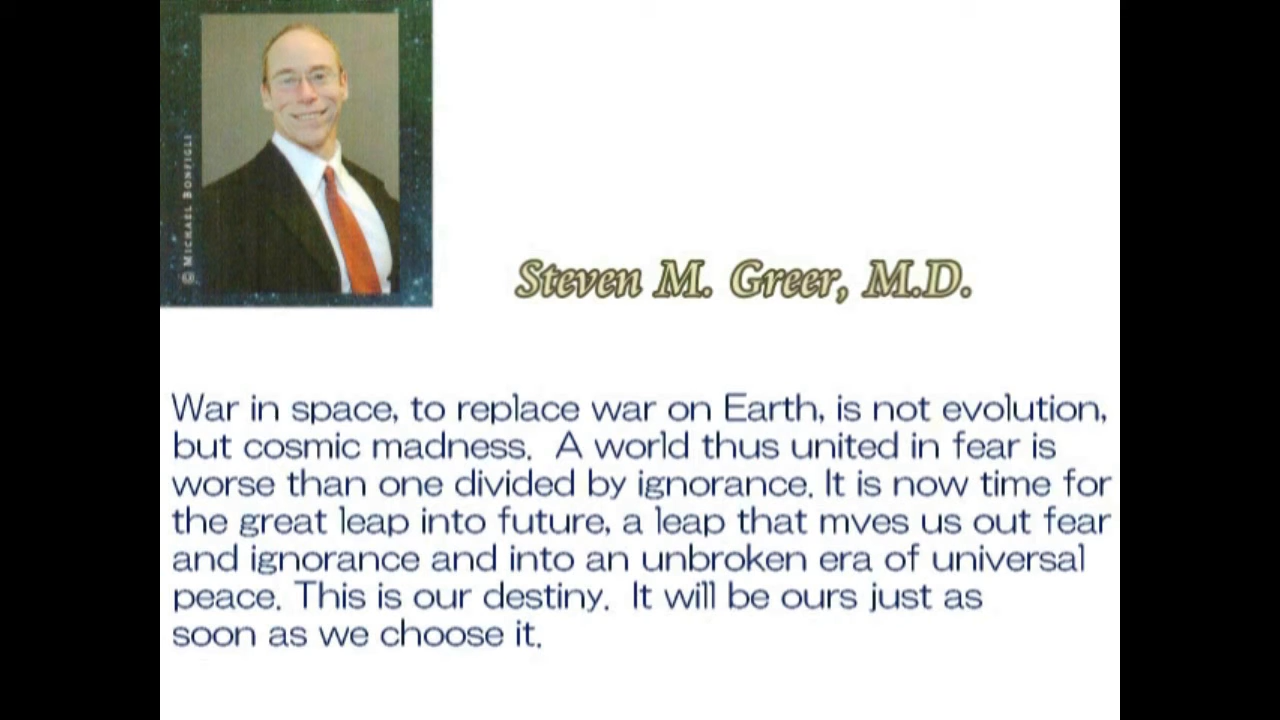 © MICHAEL BONFIGLI
Steven M. Greer, M.D.
War in space, to replace war on Earth, is not evolution,
but cosmic madness. A world thus united in fear is
worse than one divided by ignorance. It is now time for
the great leap into future, a leap that mves us out fear
and ignorance and into an unbroken era of universal
peace. This is our destiny. It will be ours just as
soon as we choose it.